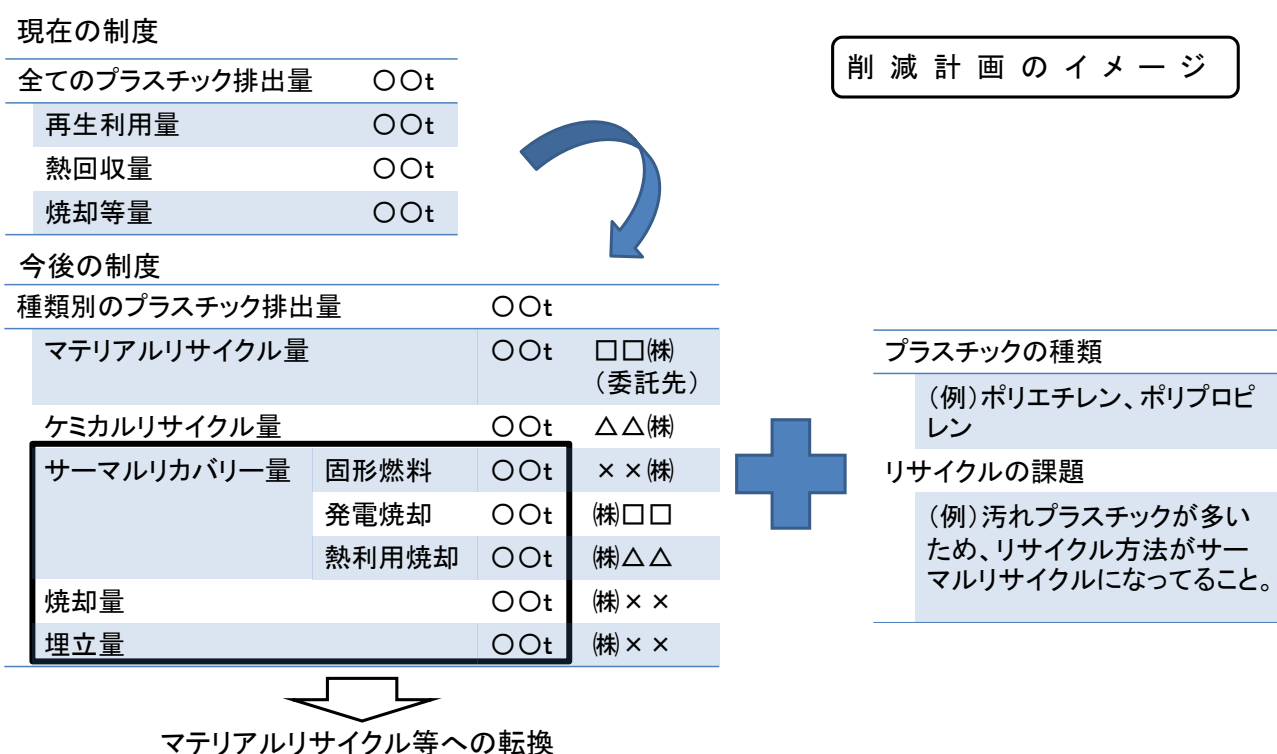 現在の制度
削減計画のイメージ
全てのプラスチック排出量 〇〇t
再生利用量 〇〇t
熱回収量 〇〇t
焼却等量 〇〇t
今後の制度
種類別のプラスチック排出量 〇〇t
マテリアルリサイクル量 〇〇t □□㈱
（委託先）
ケミカルリサイクル量 〇〇t △△㈱
サーマルリカバリー量 固形燃料 〇〇t ××㈱
発電焼却 〇〇t ㈱□□
熱利用焼却 〇〇t ㈱△△
焼却量 〇〇t ㈱××
埋立量 〇〇t ㈱××
マテリアルリサイクル等への転換
プラスチックの種類
（例）ポリエチレン、ポリプロピ
レン
リサイクルの課題
（例）汚れプラスチックが多い
ため、リサイクル方法がサー
マルリサイクルになってること。